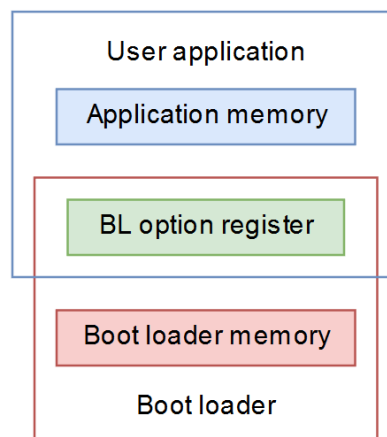 User application
Application memory
BL option register
Boot loader memory
Boot loader